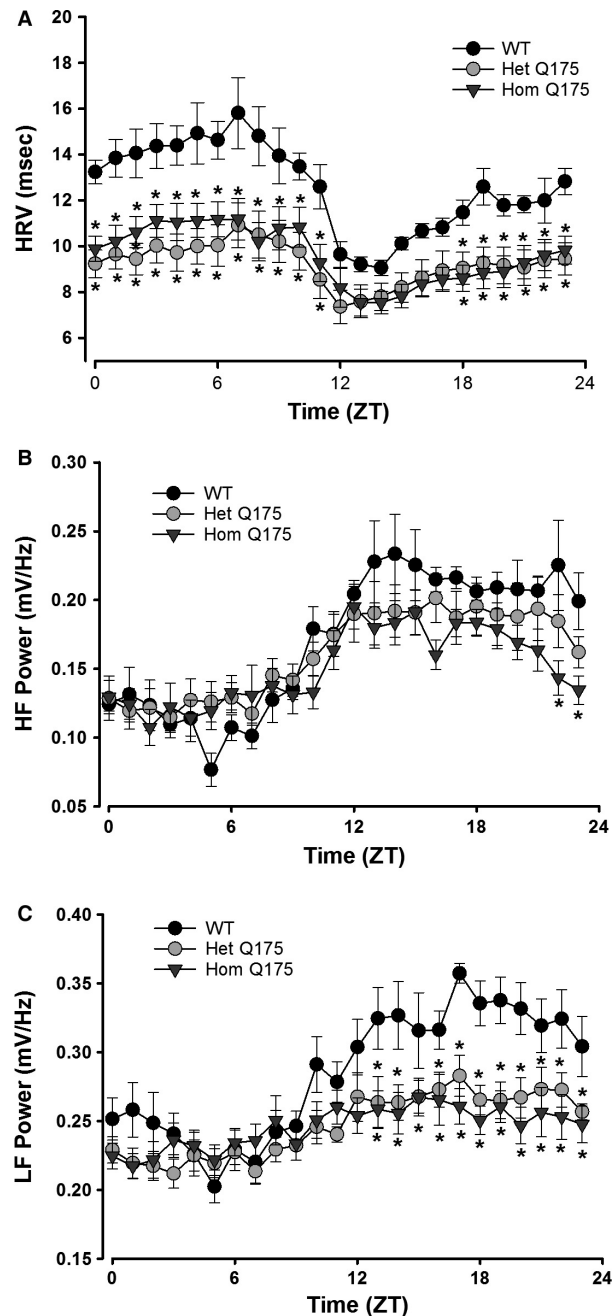 A
20
18
16
14
12
10
8
6
HRV (msec)
WT
Het Q175
Hom Q175
* * * * * * * * * * * *
* * * * * *
* * * * * * * * * * * *
* * * * * *
0
6
12
18
24
Time (ZT)
B
0.30
0.25
0.20
0.15
0.10
0.05
HF Power (mV/Hz)
WT
Het Q175
Hom Q175
* *
0
6
12
18
24
Time (ZT)
C
0.40
0.35
0.30
0.25
0.20
0.15
LF Power (mV/Hz)
WT
Het Q175
Hom Q175
* * * * * * * * * *
* * * * * * * * * *
0
6
12
18
24
Time (ZT)